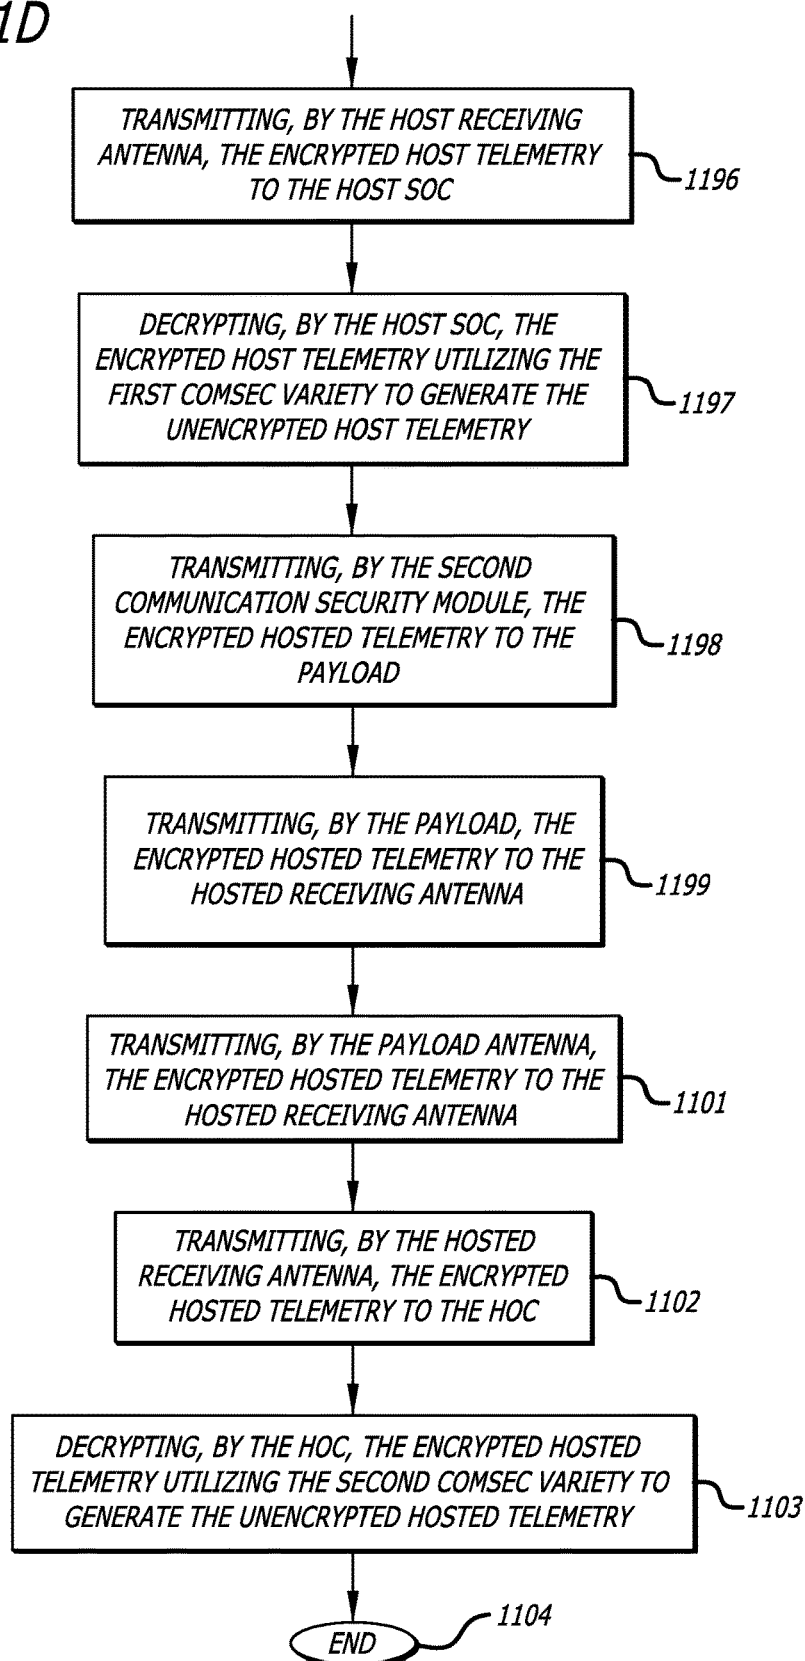 1D
TRANSMITTING, BY THE HOST RECEIVING
ANTENNA, THE ENCRYPTED HOST TELEMETRY
TO THE HOST SOC
1196
DECRYPTING, BY THE HOST SOC, THE
ENCRYPTED HOST TELEMETRY UTILIZING THE
FIRST COMSEC VARIETY TO GENERATE THE
UNENCRYPTED HOST TELEMETRY
1197
TRANSMITTING, BY THE SECOND
COMMUNICATION SECURITY MODULE, THE
ENCRYPTED HOSTED TELEMETRY TO THE
PAYLOAD
1198
TRANSMITTING, BY THE PAYLOAD, THE
ENCRYPTED HOSTED TELEMETRY TO THE
HOSTED RECEIVING ANTENNA
1199
TRANSMITTING, BY THE PAYLOAD ANTENNA,
THE ENCRYPTED HOSTED TELEMETRY TO THE
HOSTED RECEIVING ANTENNA
1101
TRANSMITTING, BY THE HOSTED
RECEIVING ANTENNA, THE ENCRYPTED
HOSTED TELEMETRY TO THE HOC
1102
DECRYPTING, BY THE HOC, THE ENCRYPTED HOSTED
TELEMETRY UTILIZING THE SECOND COMSEC VARIETY TO
GENERATE THE UNENCRYPTED HOSTED TELEMETRY
1103
END
1104